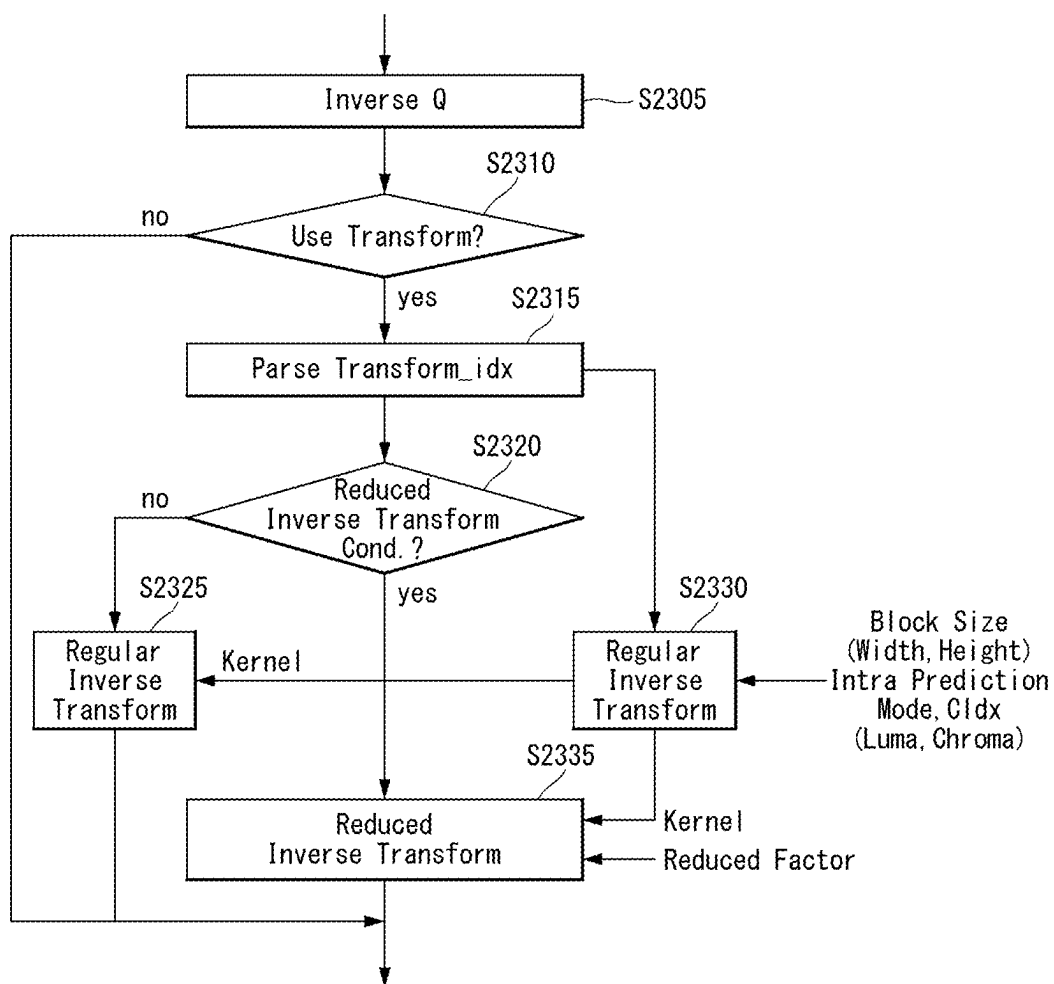 Inverse Q
S2305
S2310
no
Use Transform?
yes
S2315
Parse Transform_idx
S2320
no
Reduced
Inverse Transform
Cond.?
yes
S2325
Regular
Inverse
Transform
Kernel
S2330
Regular
Inverse
Transform
Block Size
(Width, Height)
Intra Prediction
Mode, CIdx
(Luma, Chroma)
S2335
Reduced
Inverse Transform
Kernel
Reduced Factor